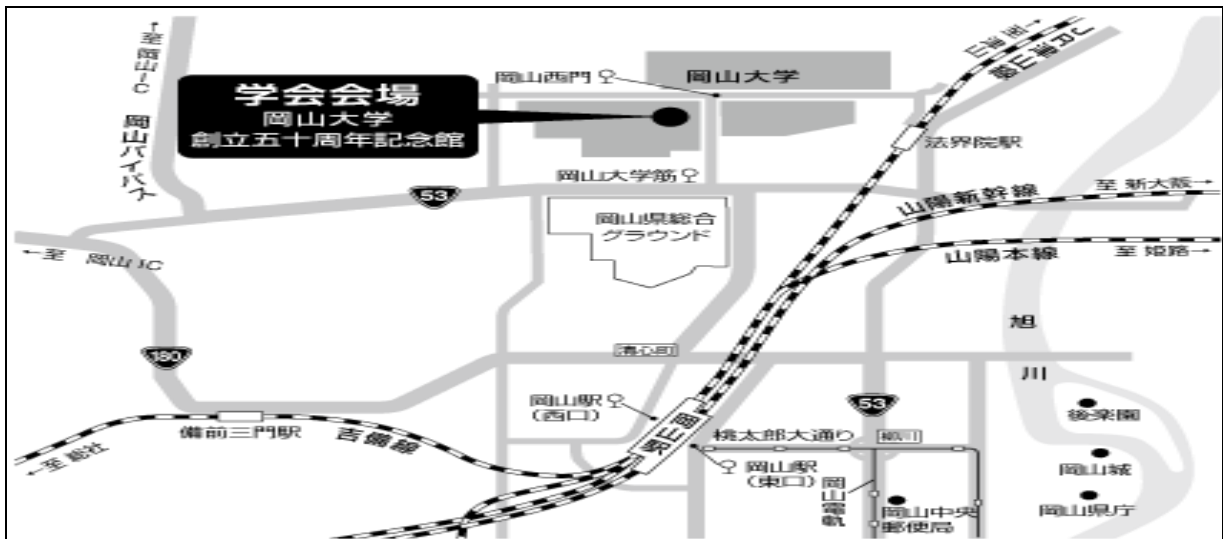 ←至 岡山IC
岡山バイパス
学会会場
岡山大学
創立五十周年記念館
岡山西門
岡山大学
至 津山→
JR津山線
法界院駅
岡山大学筋
53
岡山県総合
グラウンド
山陽新幹線
至 新大阪→
山陽本線
至 姫路→
←至 岡山IC
180
清心町
旭川
岡山駅
(西口)
岡山駅
備前三門駅
吉備線
←至 総社
桃太郎大通り
柳川
53
岡山駅
(東口)
岡山電軌
岡山中央
郵便局
後楽園
岡山城
岡山県庁